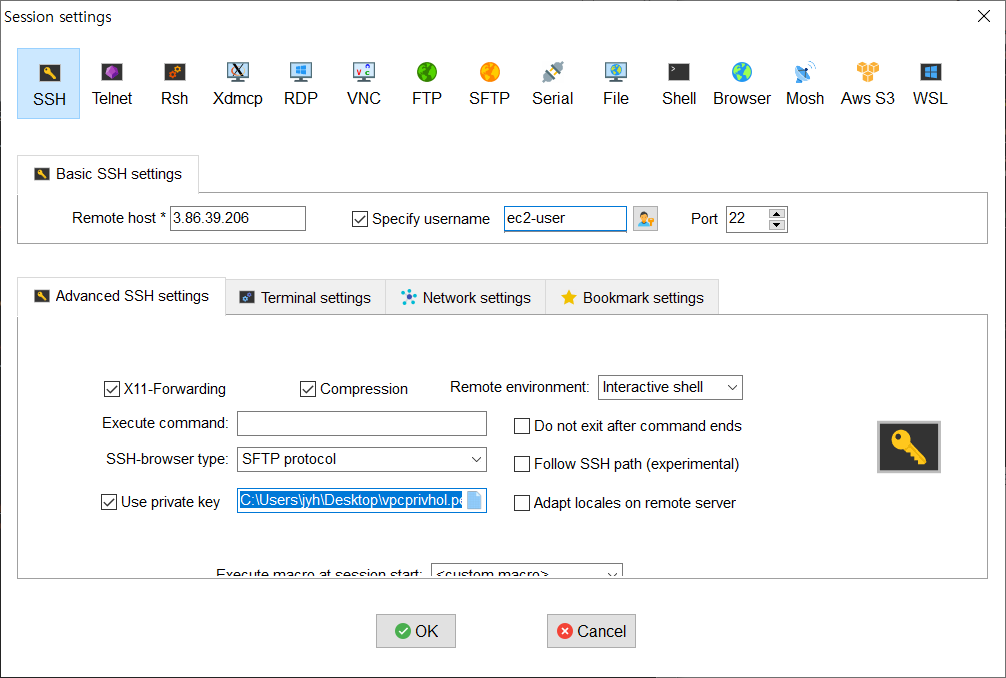 Session settings
SSH Telnet Rsh Xdmcp RDP VNC FTP SFTP Serial File Shell Browser Mosh Aws S3 WSL
Basic SSH settings
Remote host * 3.86.39.206 Specify username ec2-user Port 22
Advanced SSH settings Terminal settings Network settings Bookmark settings
X11-Forwarding Compression Remote environment: Interactive shell
Execute command: Do not exit after command ends
SSH-browser type: SFTP protocol Follow SSH path (experimental)
Use private key C:\Users\jyh\Desktop\vpcprivhol.pe Adapt locales on remote server
Execute macro at session start: <custom macro>
OK Cancel